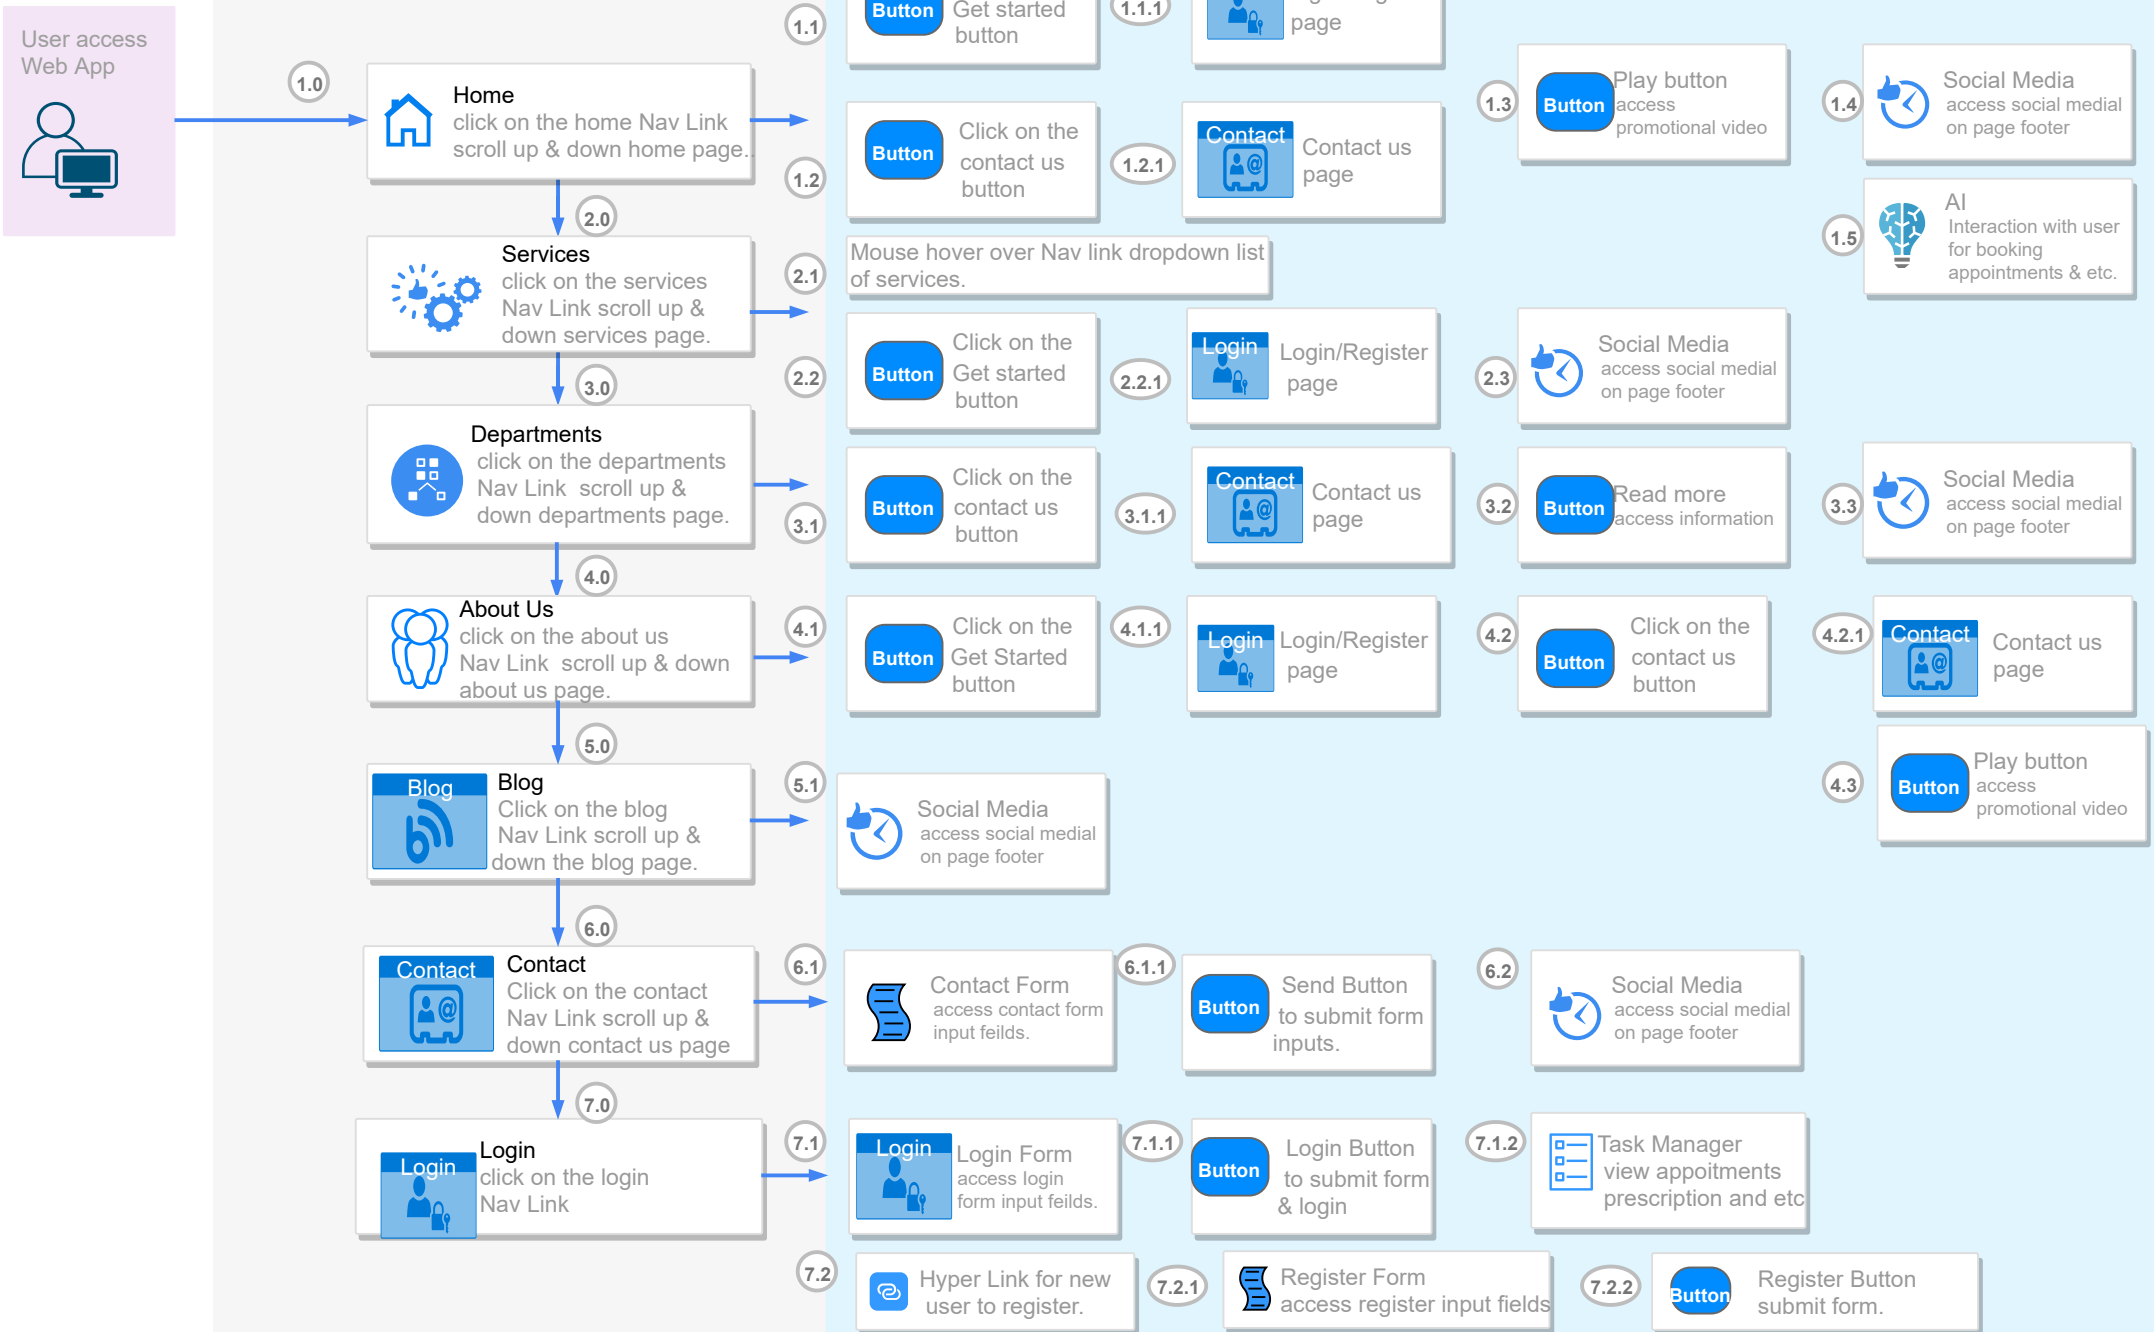 User access
Web App
1.0
Home
click on the home Nav Link
scroll up & down home page..
1.1
Button
Get started
button
1.1.1
page
1.2
Button
Click on the
contact us
button
1.2.1
Contact
Contact us
page
1.3
Button
Play button
access
promotional video
1.4
Social Media
access social medial
on page footer
1.5
AI
Interaction with user
for booking
appointments & etc.
2.0
Services
click on the services
Nav Link scroll up &
down services page.
2.1
Mouse hover over Nav link dropdown list
of services.
2.2
Button
Click on the
Get started
button
2.2.1
Login
Login/Register
page
2.3
Social Media
access social medial
on page footer
3.0
Departments
click on the departments
Nav Link  scroll up &
down departments page.
3.1
Button
Click on the
contact us
button
3.1.1
Contact
Contact us
page
3.2
Button
Read more
access information
3.3
Social Media
access social medial
on page footer
4.0
About Us
click on the about us
Nav Link  scroll up & down
about us page.
4.1
Button
Click on the
Get Started
button
4.1.1
Login
Login/Register
page
4.2
Button
Click on the
contact us
button
4.2.1
Contact
Contact us
page
4.3
Button
Play button
access
promotional video
5.0
Blog
Blog
Click on the blog
Nav Link scroll up &
down the blog page.
5.1
Social Media
access social medial
on page footer
6.0
Contact
Contact
Click on the contact
Nav Link scroll up &
down contact us page
6.1
Contact Form
access contact form
input feilds.
6.1.1
Button
Send Button
to submit form
inputs.
6.2
Social Media
access social medial
on page footer
7.0
Login
Login
click on the login
Nav Link
7.1
Login
Login Form
access login
form input feilds.
7.1.1
Button
Login Button
to submit form
& login
7.1.2
Task Manager
view appoitments
prescription and etc
7.2
Hyper Link for new
user to register.
7.2.1
Register Form
access register input fields
7.2.2
Button
Register Button
submit form.